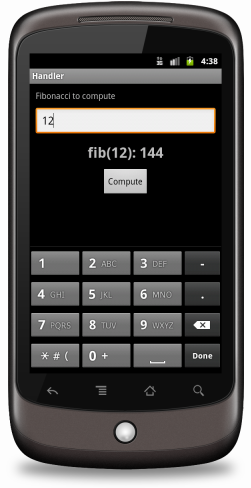 4:38
Handler
Fibonacci to compute
12
fib(12): 144
Compute
1 2 ABC 3 DEF -
4 GHI 5 JKL 6 MNO .
7 PQRS 8 TUV 9 WXYZ
* # ( 0 + Done